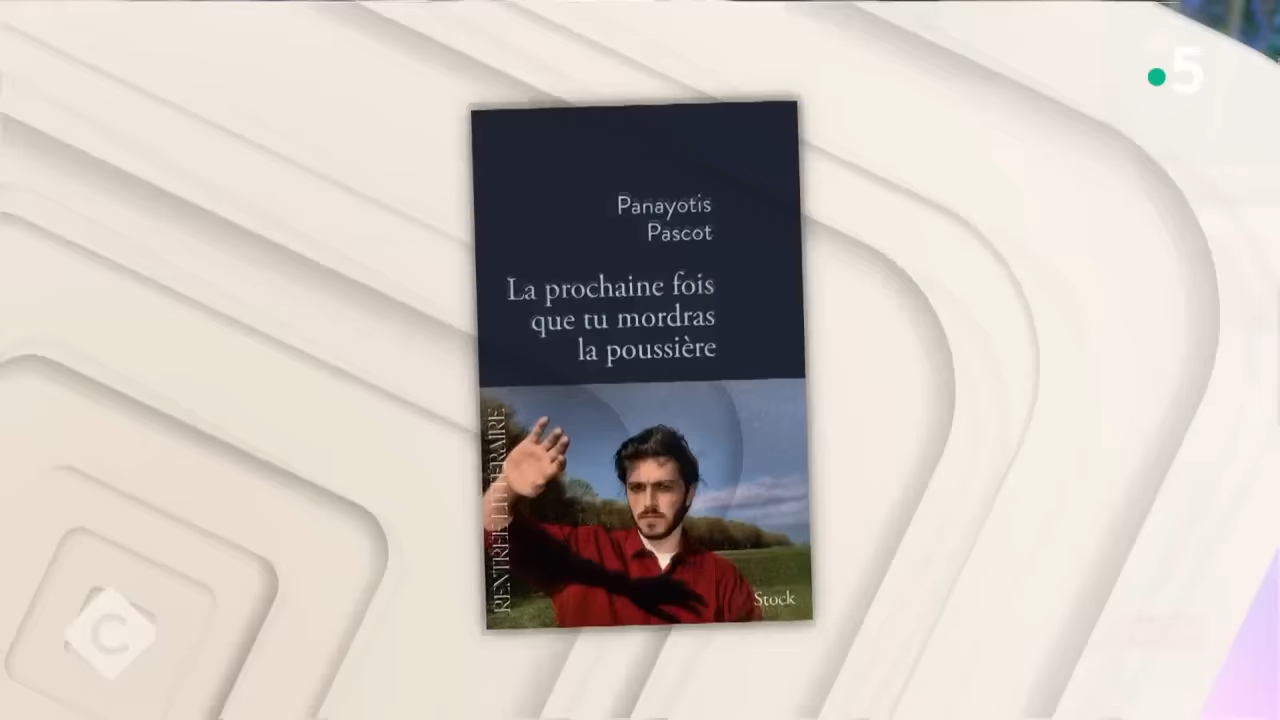 5
Panayotis
Pascot
La prochaine fois
que tu mordras
la poussière
RENTRÉE LITTÉRAIRE
Stock
C